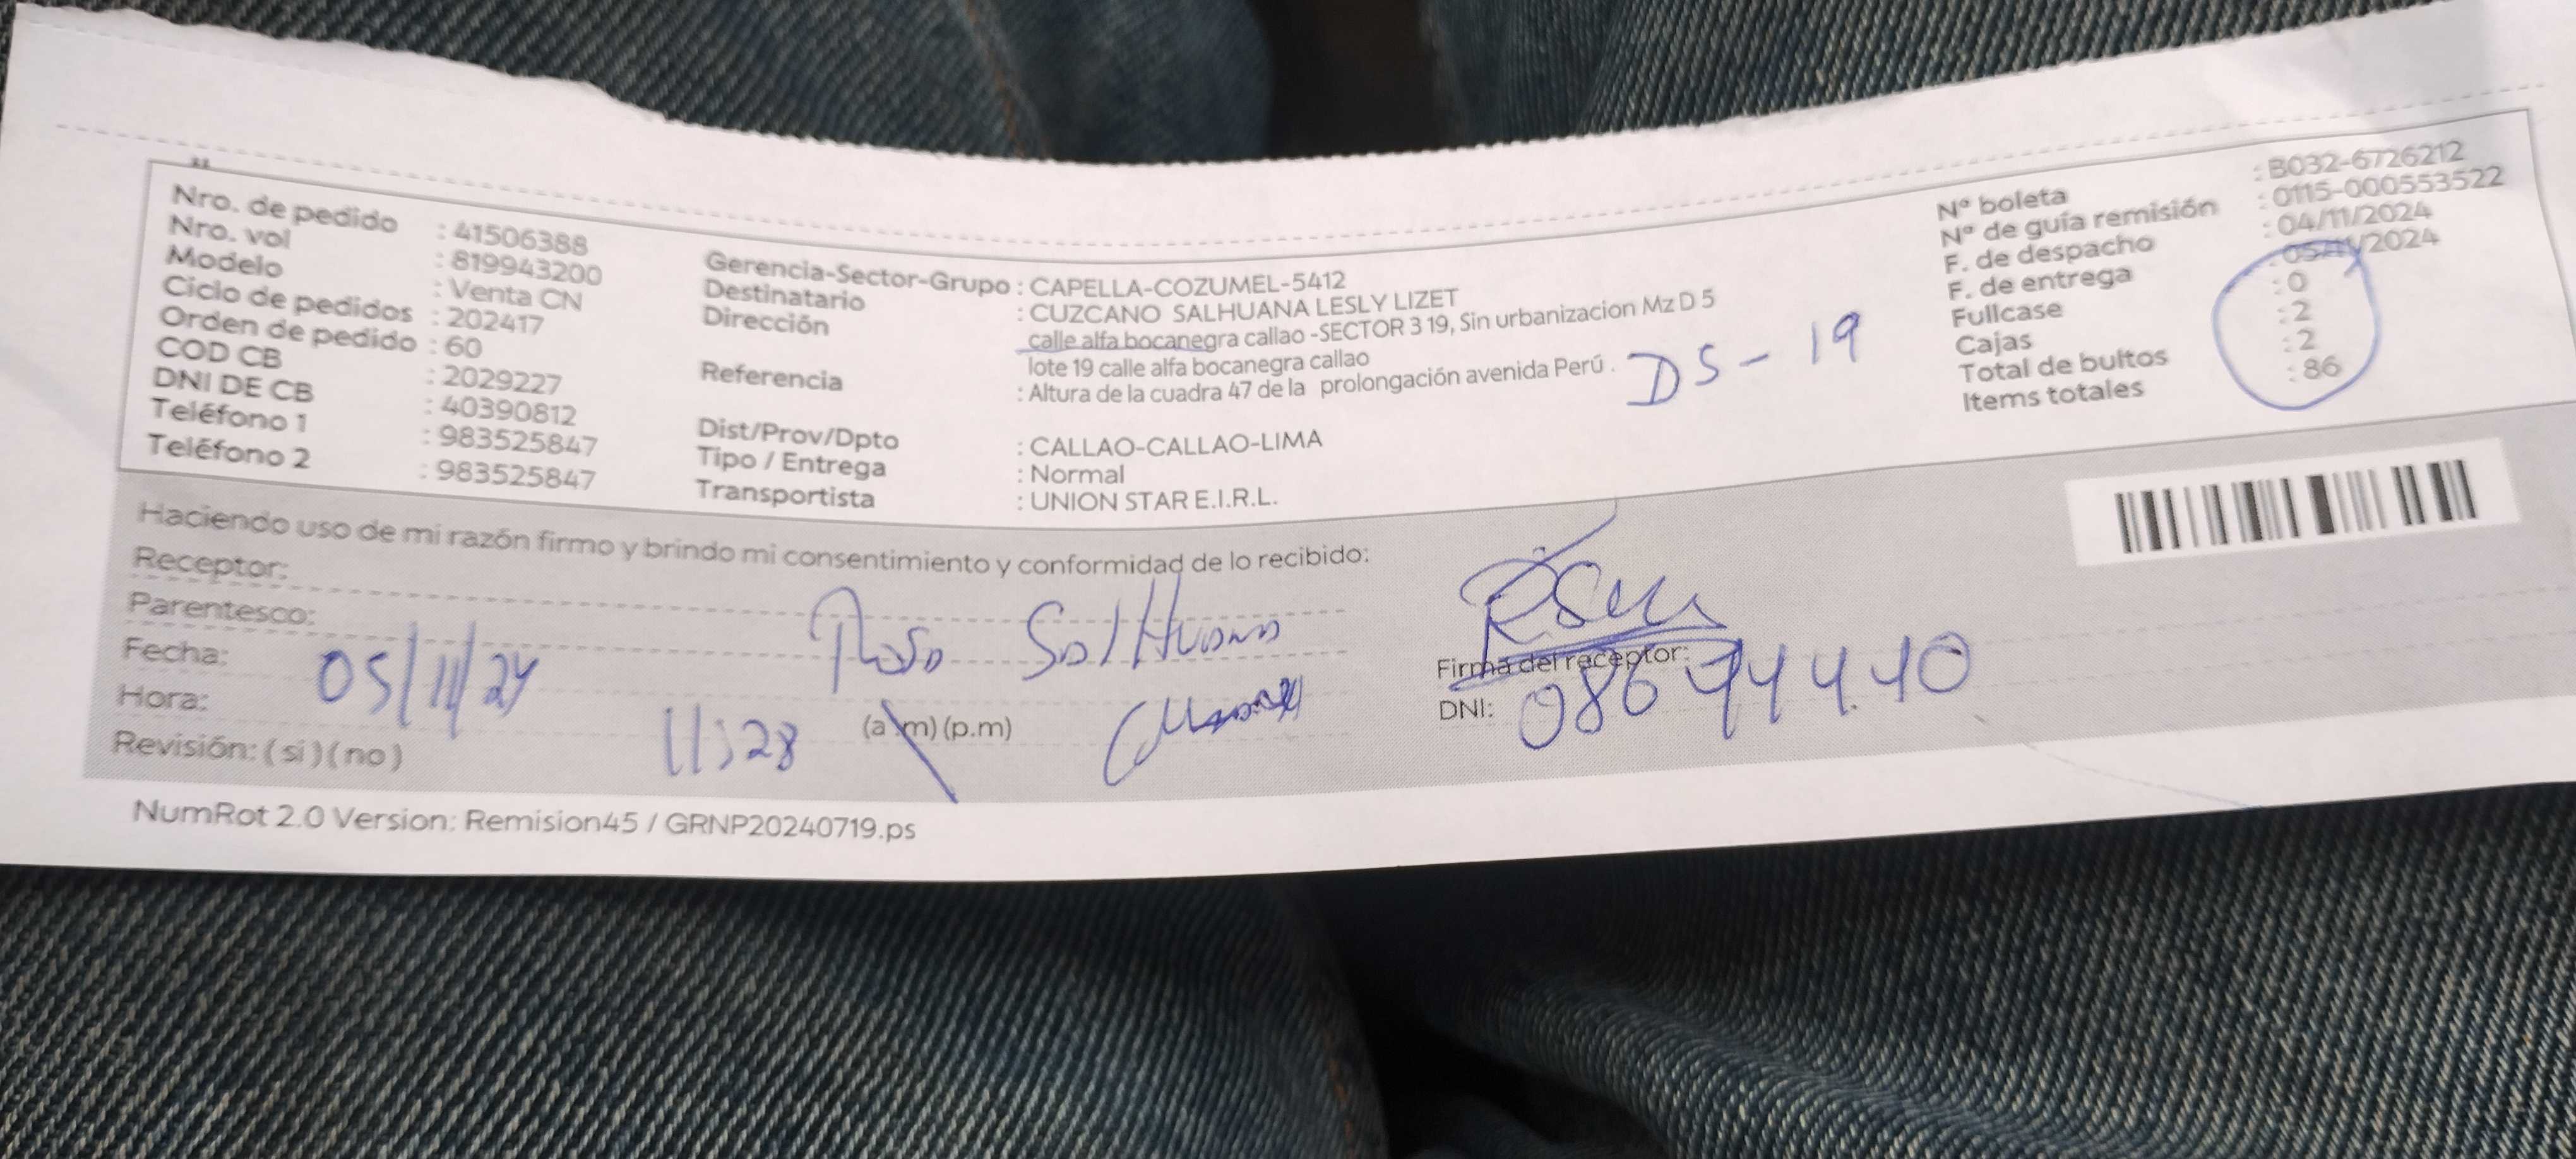 Nro. de pedido : 41506388
Nro. vol : 819943200
Modelo : Venta CN
Ciclo de pedidos : 202417
Orden de pedido : 60
COD CB : 2029227
DNI DE CB : 40390812
Teléfono 1 : 983525847
Teléfono 2 : 983525847
Gerencia-Sector-Grupo : CAPELLA-COZUMEL-5412
Destinatario : CUZCANO SALHUANA LESLY LIZET
Dirección : calle alfa bocanegra callao -SECTOR 3 19, Sin urbanizacion Mz D 5
lote 19 calle alfa bocanegra callao
Referencia : Altura de la cuadra 47 de la prolongación avenida Perú .
D5 - 19
Dist/Prov/Dpto : CALLAO-CALLAO-LIMA
Tipo / Entrega : Normal
Transportista : UNION STAR E.I.R.L.
N° boleta : B032-6726212
N° de guía remisión : 0115-000553522
F. de despacho : 04/11/2024
F. de entrega : 05/11/2024
Fullcase : 0
Cajas : 2
Total de bultos : 2
Items totales : 86
Haciendo uso de mi razón firmo y brindo mi consentimiento y conformidad de lo recibido:
Receptor: Rosa SalHuana
Parentesco:
Fecha: 05/11/24
Hora: 11:28 (a.m) (p.m)
Revisión: (si) (no)
Firma del receptor:
DNI:
NumRot 2.0 Version: Remision45 / GRNP20240719.ps